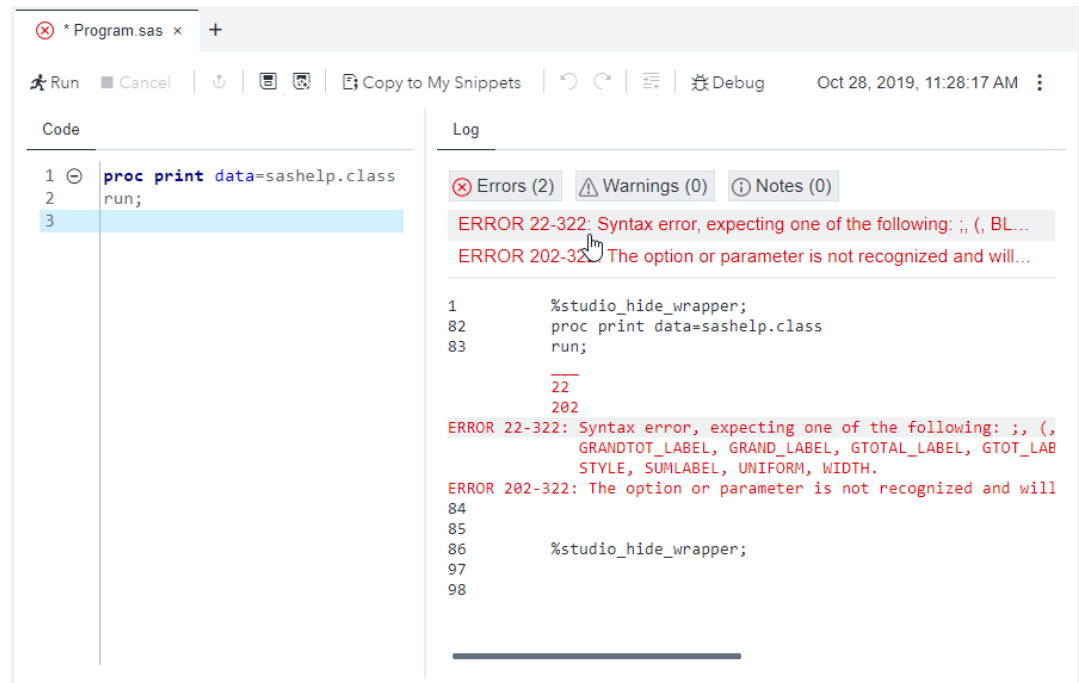 * Program.sas × +
Run Cancel Copy to My Snippets Debug Oct 28, 2019, 11:28:17 AM
Code
1 proc print data=sashelp.class
2 run;
3
Log
Errors (2) Warnings (0) Notes (0)
ERROR 22-322: Syntax error, expecting one of the following: ;, (, BL...
ERROR 202-322: The option or parameter is not recognized and will...
1 %studio_hide_wrapper;
82 proc print data=sashelp.class
83 run;
___
22
202
ERROR 22-322: Syntax error, expecting one of the following: ;, (,
GRANDTOT_LABEL, GRAND_LABEL, GTOTAL_LABEL, GTOT_LAB
STYLE, SUMLABEL, UNIFORM, WIDTH.
ERROR 202-322: The option or parameter is not recognized and will
84
85
86 %studio_hide_wrapper;
97
98